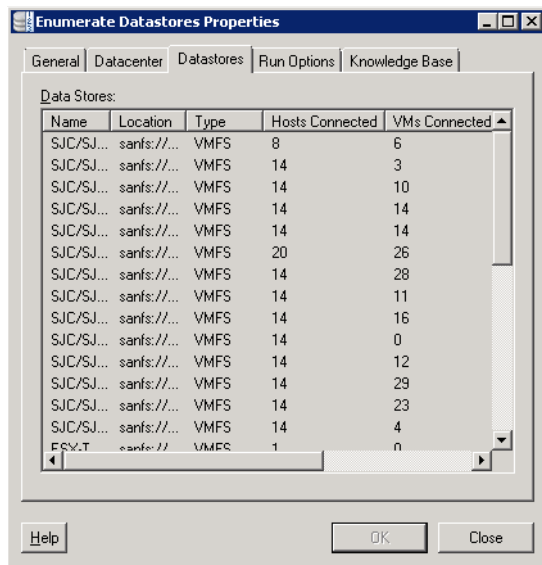 Enumerate Datastores Properties
General Datacenter Datastores Run Options Knowledge Base
Data Stores:
Name Location Type Hosts Connected VMs Connected
SJC/SJ... sanfs://... VMFS 8 6
SJC/SJ... sanfs://... VMFS 14 3
SJC/SJ... sanfs://... VMFS 14 10
SJC/SJ... sanfs://... VMFS 14 14
SJC/SJ... sanfs://... VMFS 14 14
SJC/SJ... sanfs://... VMFS 20 26
SJC/SJ... sanfs://... VMFS 14 28
SJC/SJ... sanfs://... VMFS 14 11
SJC/SJ... sanfs://... VMFS 14 16
SJC/SJ... sanfs://... VMFS 14 0
SJC/SJ... sanfs://... VMFS 14 12
SJC/SJ... sanfs://... VMFS 14 29
SJC/SJ... sanfs://... VMFS 14 23
SJC/SJ... sanfs://... VMFS 14 4
ESX-T... sanfs://... VMFS 1 0
Help OK Close